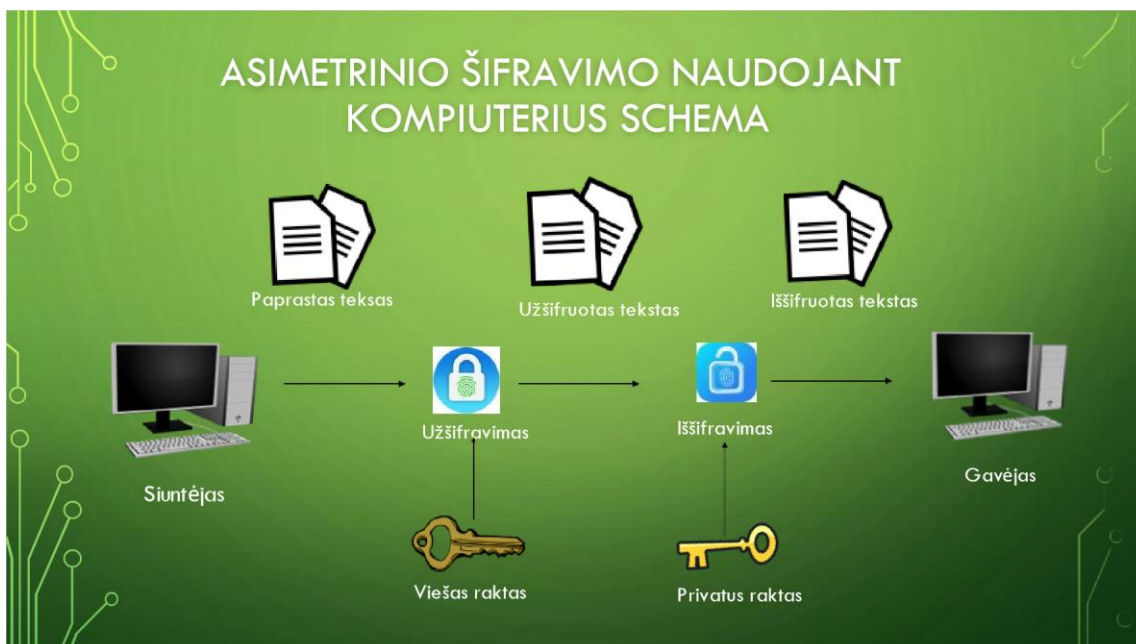 ASIMETRINIO ŠIFRAVIMO NAUDOJANT
KOMPIUTERIUS SCHEMA
Paprastas teksas
Užšifruotas tekstas
Iššifruotas tekstas
Užšifravimas
Iššifravimas
Siuntėjas
Gavėjas
Viešas raktas
Privatus raktas